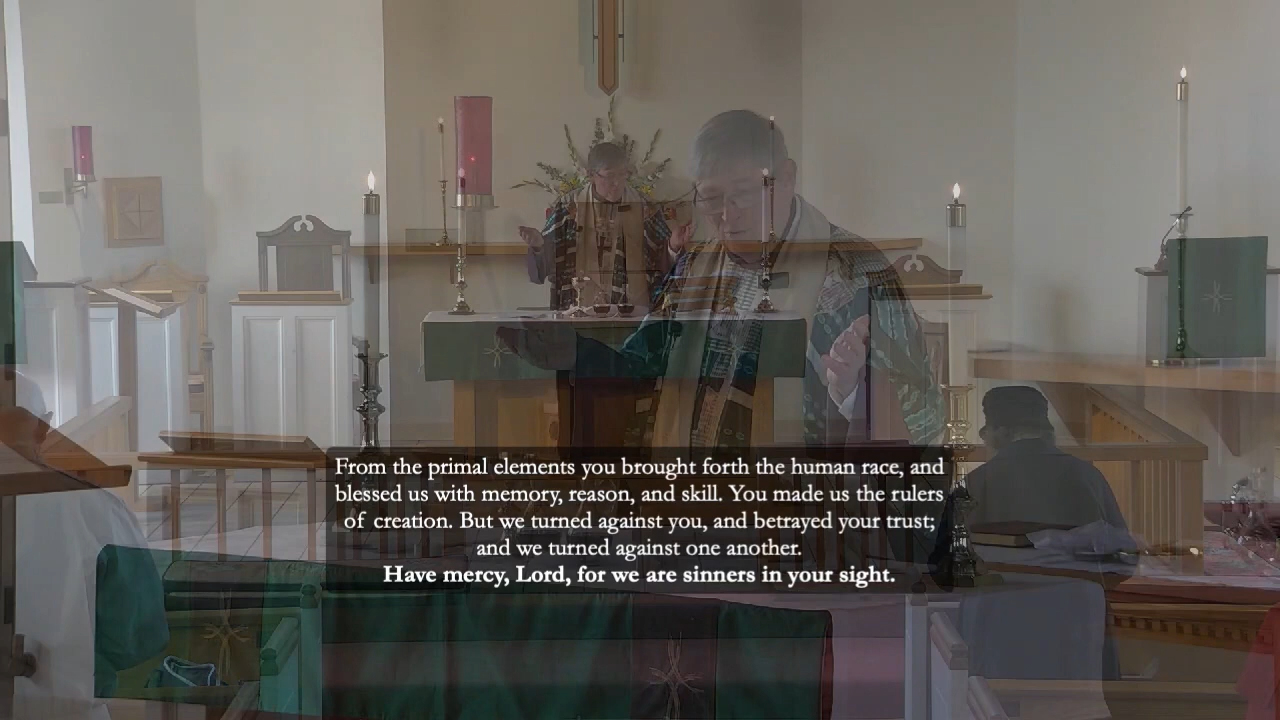 From the primal elements you brought forth the human race, and
blessed us with memory, reason, and skill. You made us the rulers
of creation. But we turned against you, and betrayed your trust;
and we turned against one another.
Have mercy, Lord, for we are sinners in your sight.